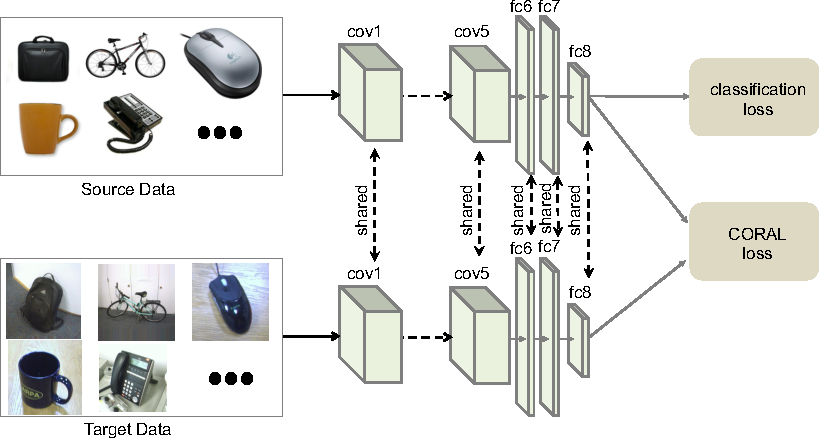 fc6 fc7
cov1 cov5 fc8
classification
loss
Source Data
shared shared shared shared shared
CORAL
loss
fc6 fc7
cov1 cov5 fc8
Target Data